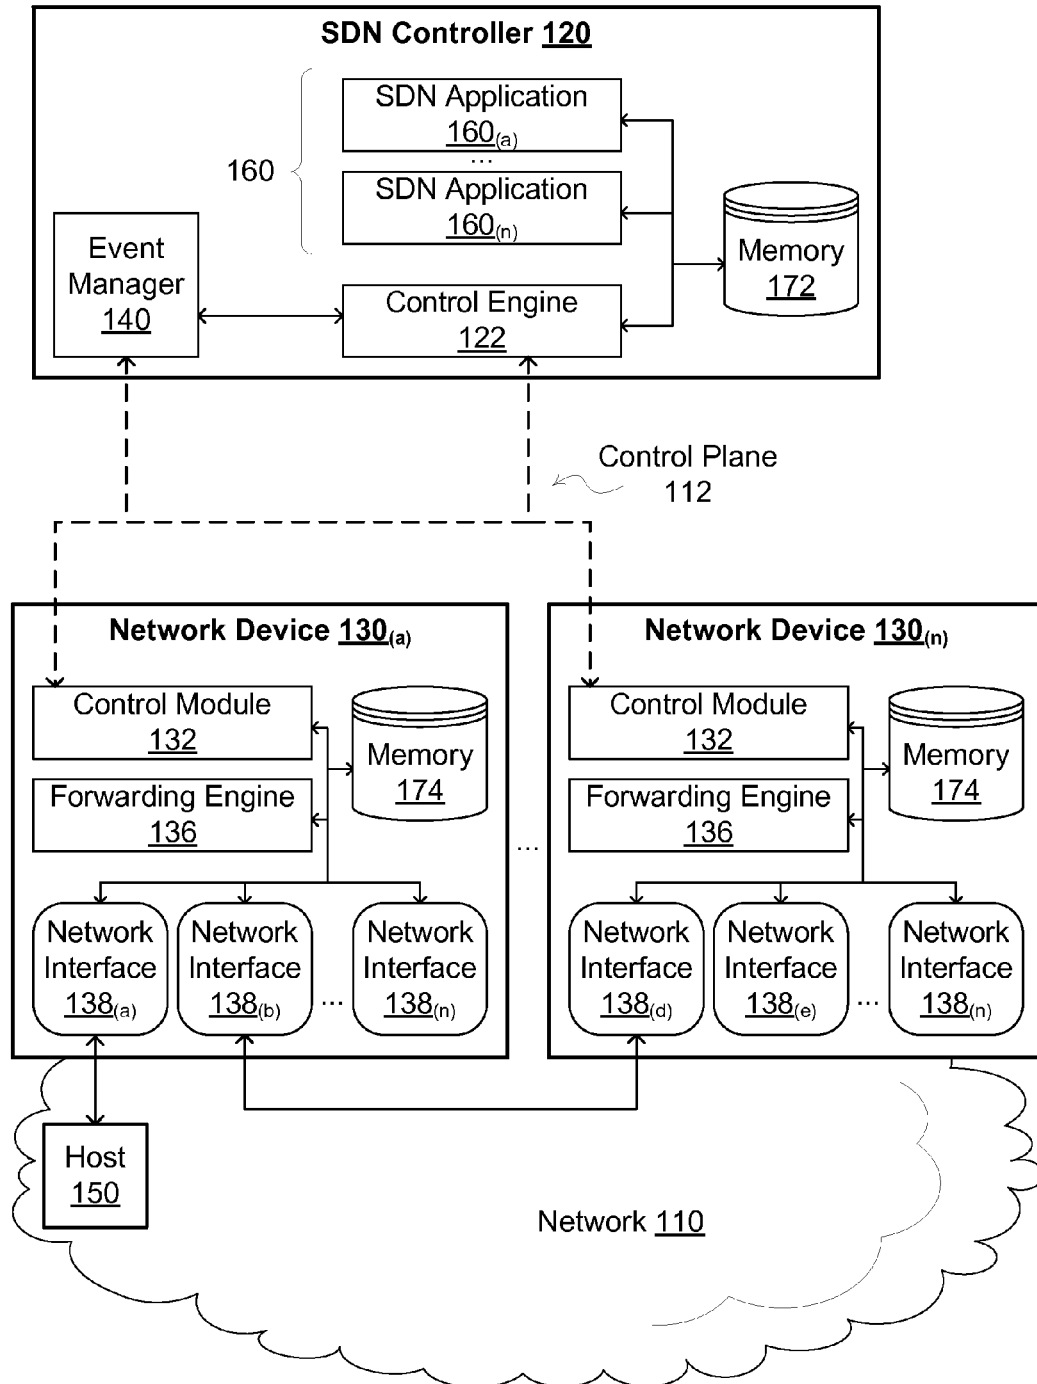 SDN Controller 120
SDN Application
160(a)
...
SDN Application
160(n)
160
Event
Manager
140
Control Engine
122
Memory
172
Control Plane
112
Network Device 130(a)
Control Module
132
Forwarding Engine
136
Memory
174
Network
Interface
138(a)
Network
Interface
138(b)
...
Network
Interface
138(n)
...
Network Device 130(n)
Control Module
132
Forwarding Engine
136
Memory
174
Network
Interface
138(d)
Network
Interface
138(e)
...
Network
Interface
138(n)
Host
150
Network 110